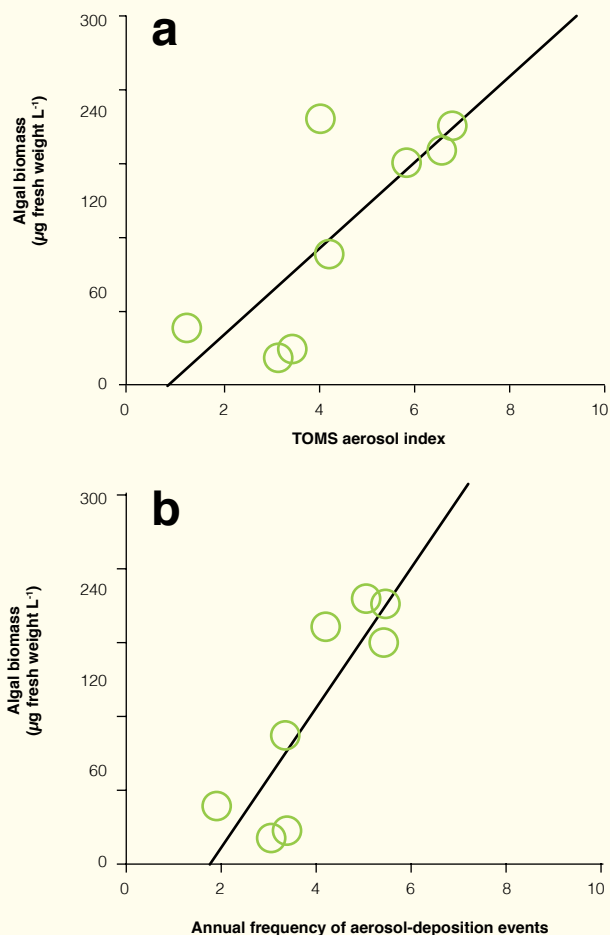 a
300
240
120
60
0
Algal biomass
(µg fresh weight L-1)
0 2 4 6 8 10
TOMS aerosol index
b
300
240
120
60
0
Algal biomass
(µg fresh weight L-1)
0 2 4 6 8 10
Annual frequency of aerosol-deposition events